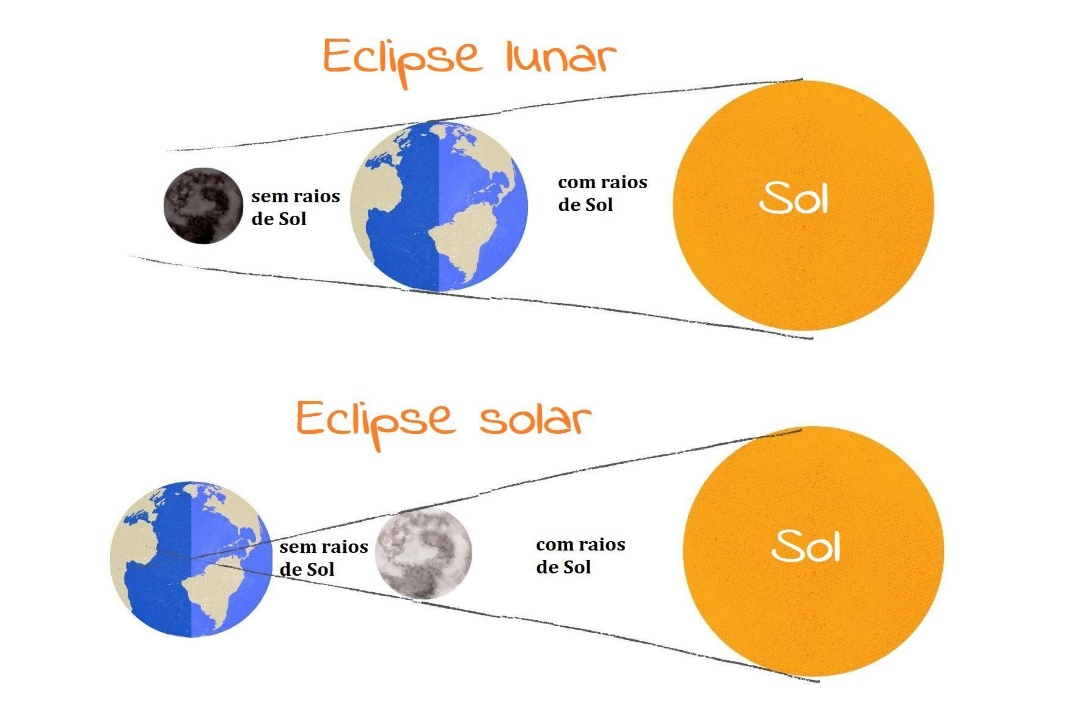 Eclipse lunar
sem raios
de Sol
com raios
de Sol
Sol
Eclipse solar
sem raios
de Sol
com raios
de Sol
Sol